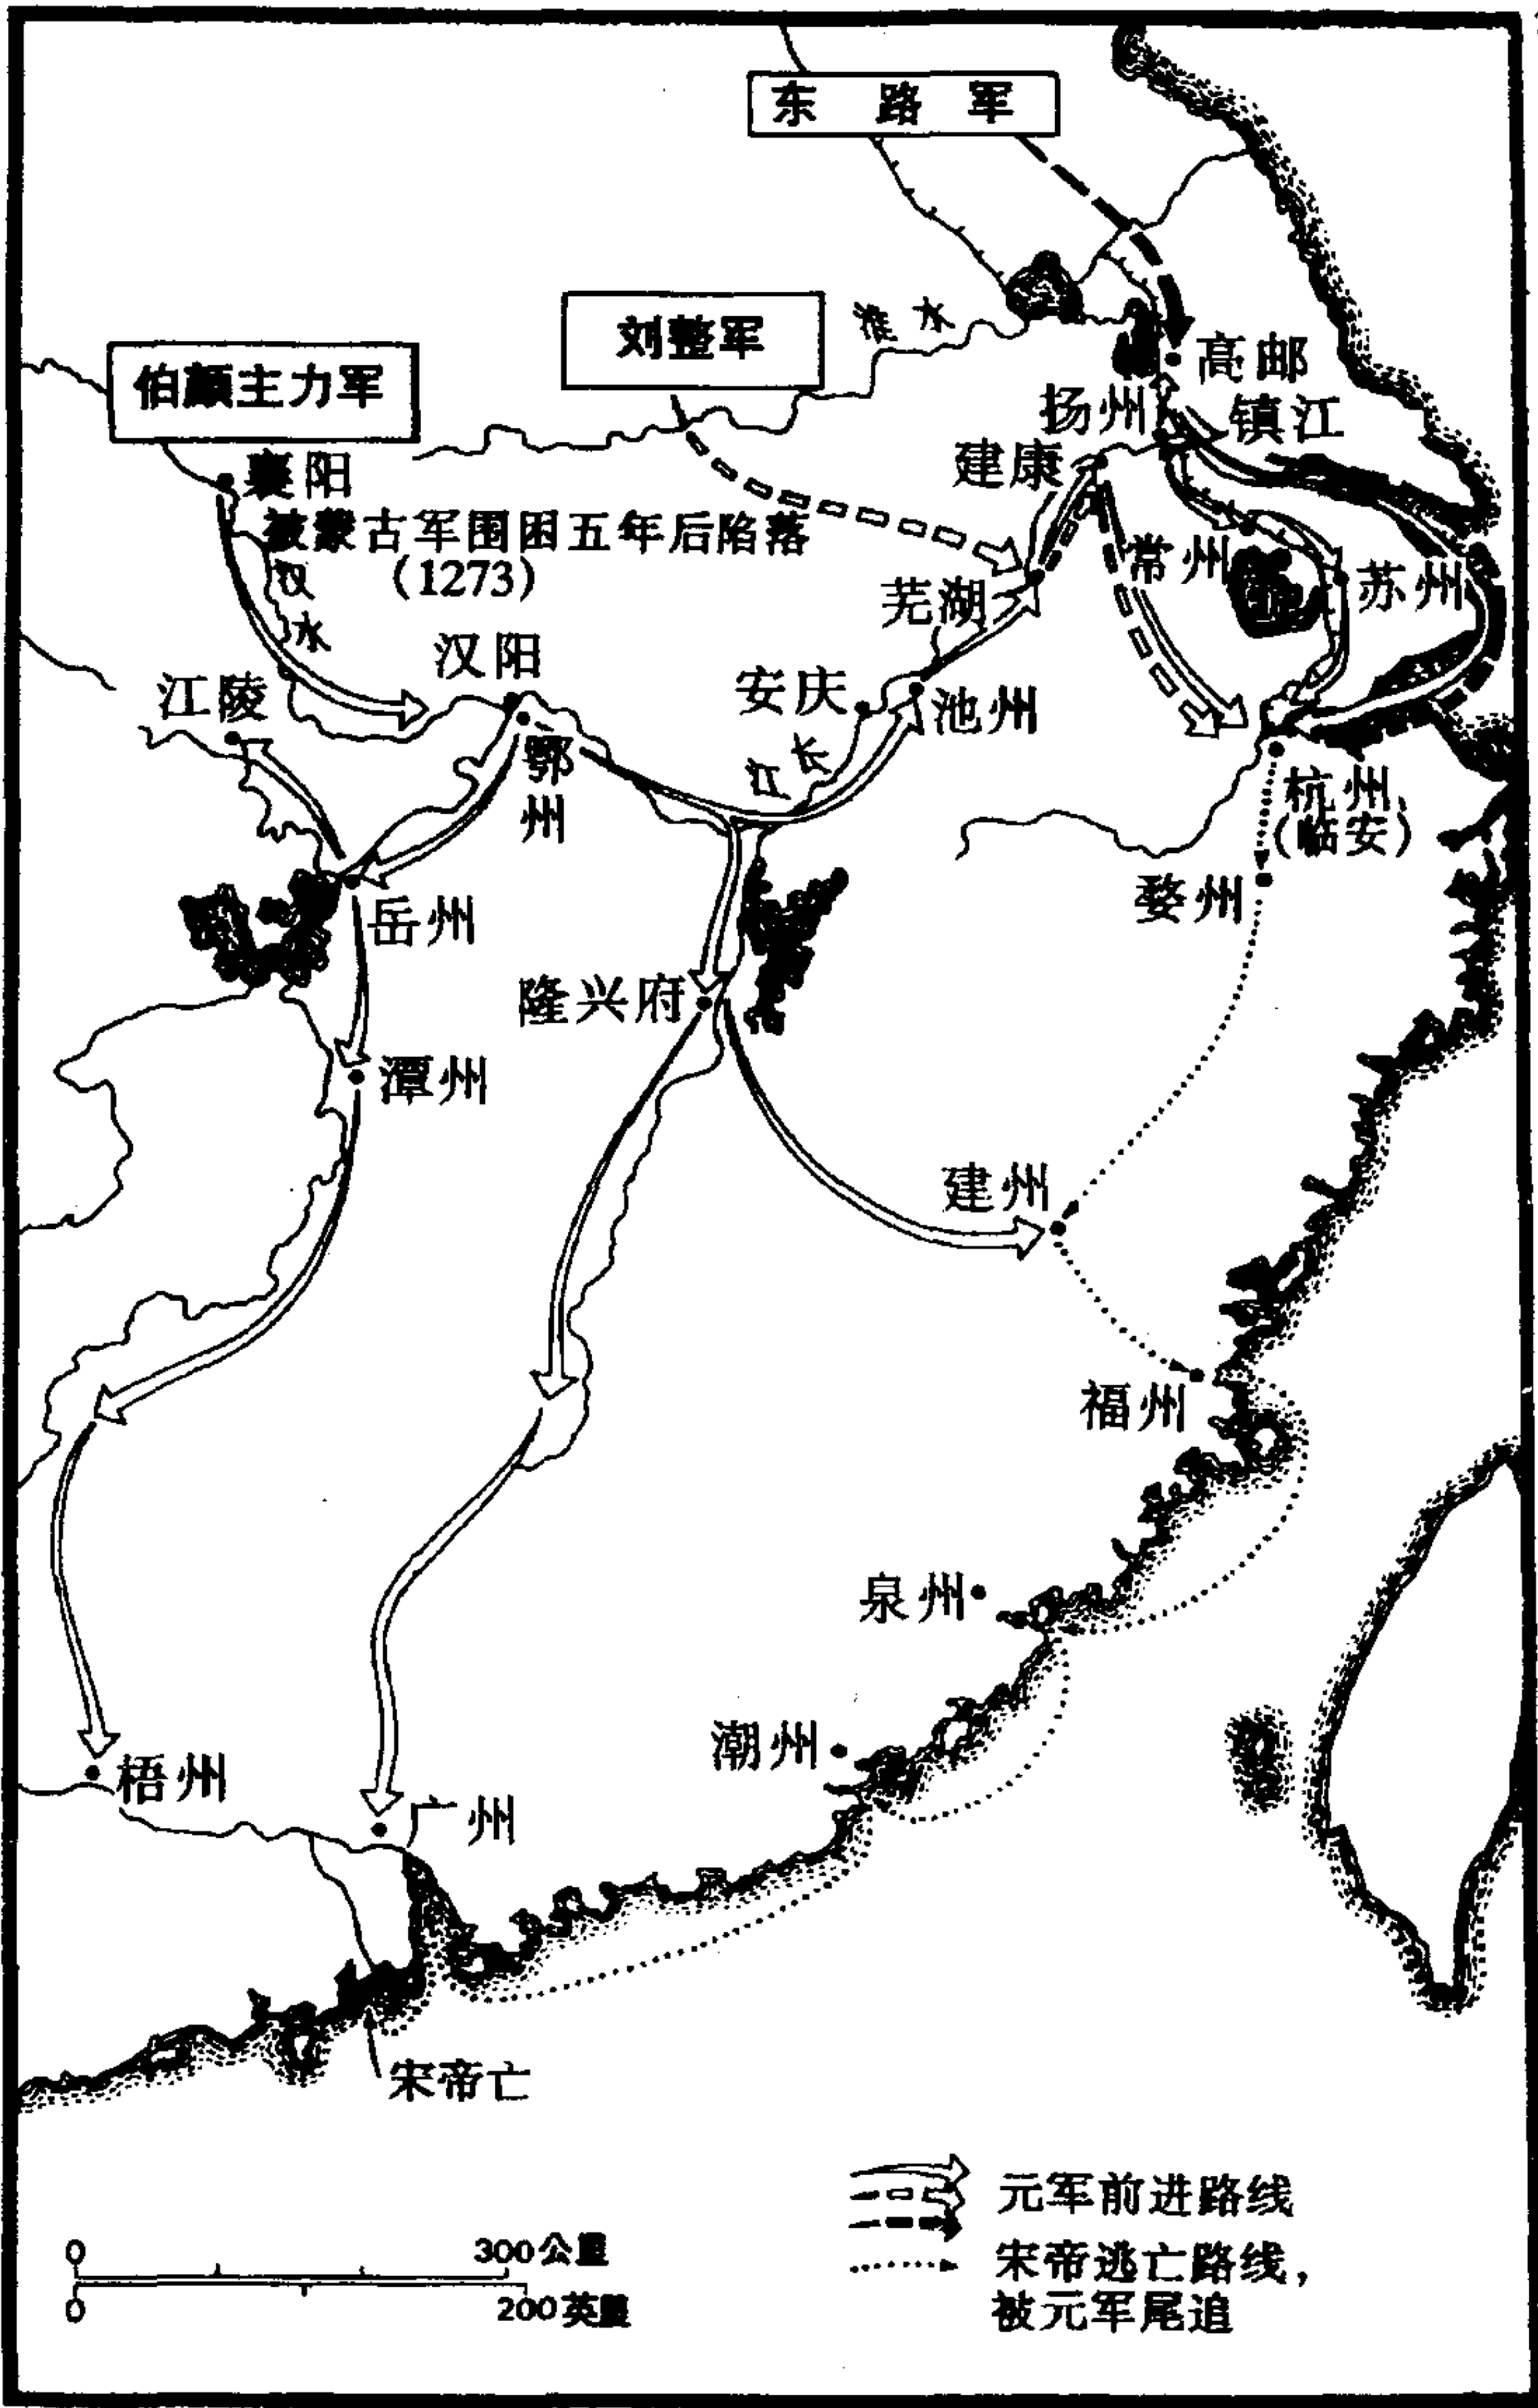 东路军
刘整军
淮水
伯颜主力军
高邮
扬州
镇江
建康
襄阳
被蒙古军围困五年后陷落
(1273)
汉水
常州
苏州
芜湖
汉阳
江陵
安庆
池州
鄂州
长江
杭州
(临安)
婺州
岳州
隆兴府
潭州
建州
福州
泉州
潮州
梧州
广州
宋帝亡
元军前进路线
宋帝逃亡路线，
被元军尾追
0 300公里
0 200英里